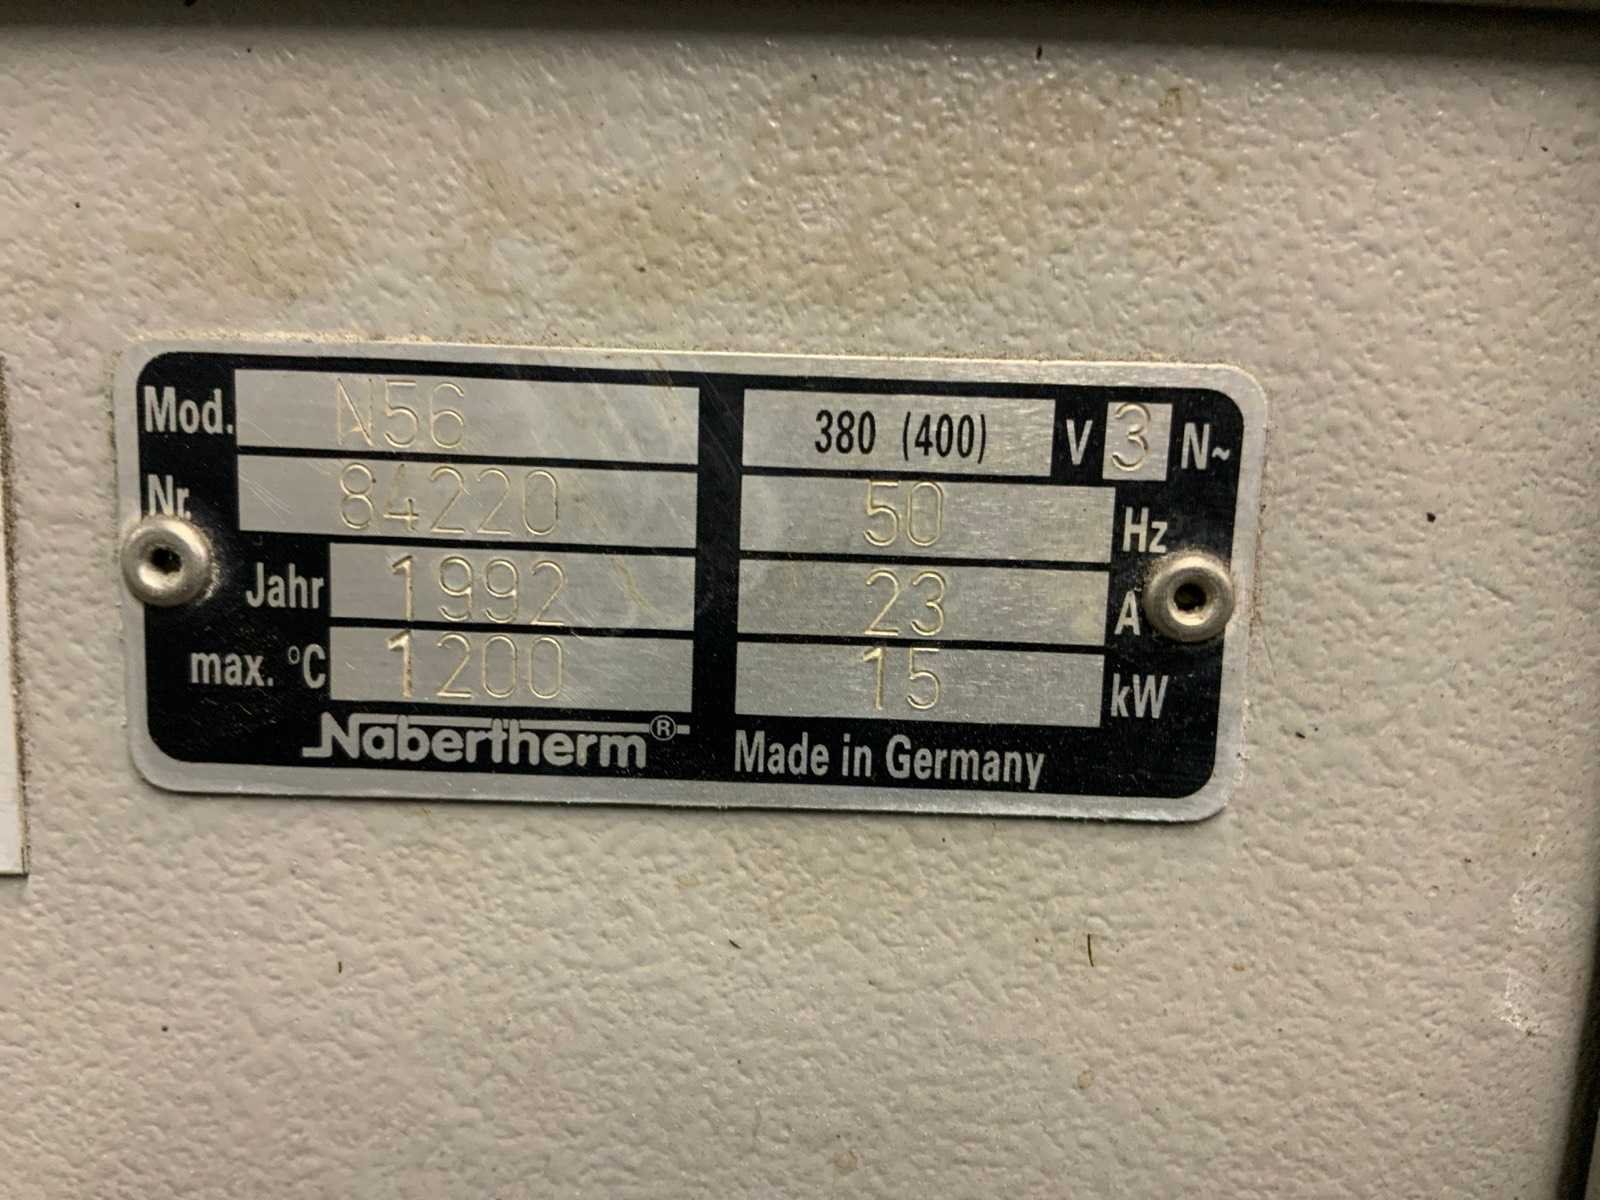 Mod. N56
Nr. 84220
Jahr 1992
max. °C 1200
Nabertherm®
380 (400) V 3 N~
50 Hz
23 A
15 kW
Made in Germany